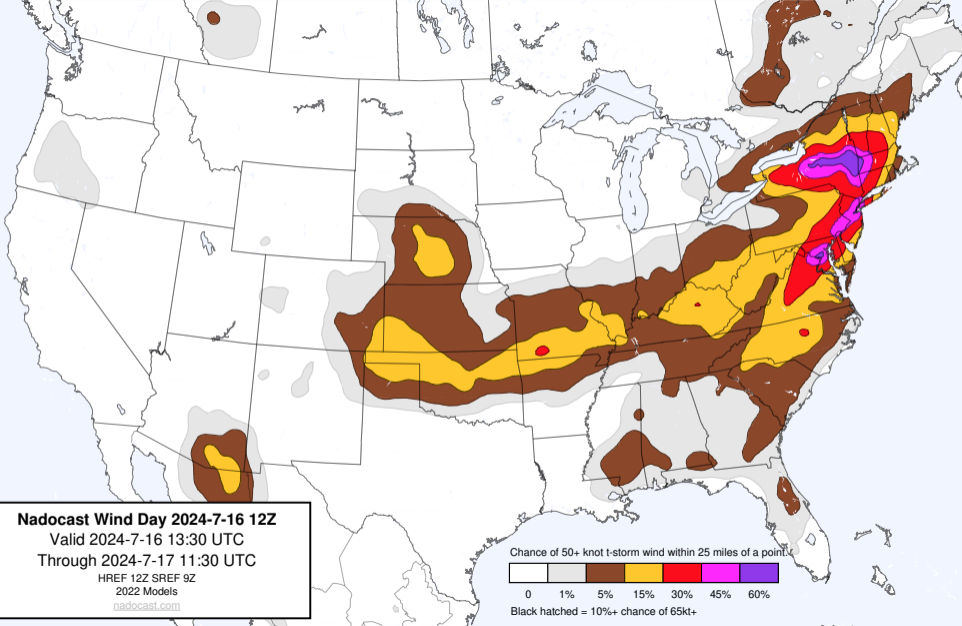 Nadocast Wind Day 2024-7-16 12Z
Valid 2024-7-16 13:30 UTC
Through 2024-7-17 11:30 UTC
HREF 12Z SREF 9Z
2022 Models
nadocast.com
Chance of 50+ knot t-storm wind within 25 miles of a point.
0 1% 5% 15% 30% 45% 60%
Black hatched = 10%+ chance of 65kt+